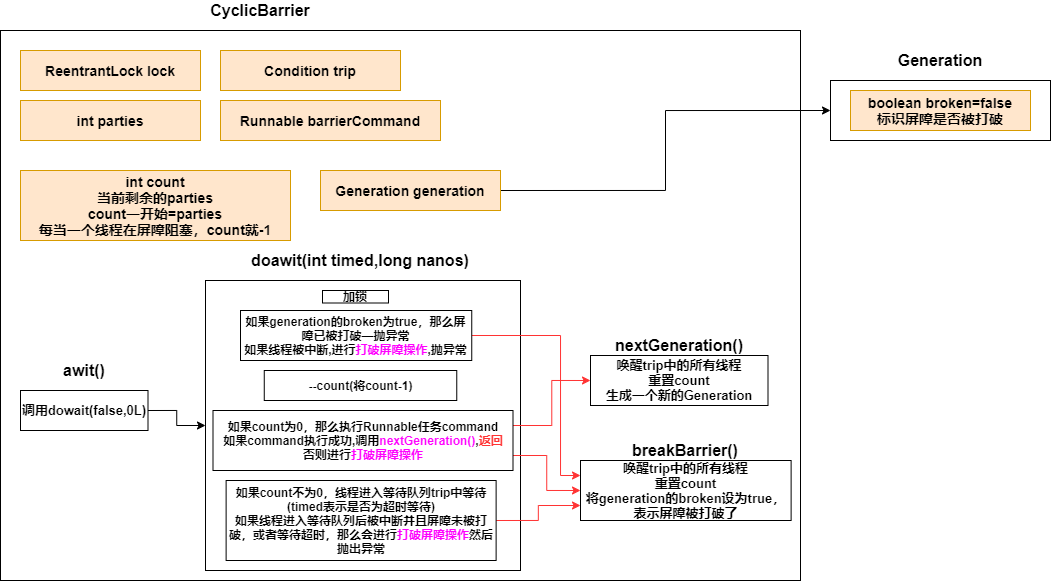 CyclicBarrier
ReentrantLock lock
Condition trip
int parties
Runnable barrierCommand
Generation
boolean broken=false
标识屏障是否被打破
int count
当前剩余的parties
count一开始=parties
每当一个线程在屏障阻塞，count就-1
Generation generation
doawit(int timed,long nanos)
加锁
如果generation的broken为true，那么屏
障已被打破—抛异常
如果线程被中断,进行打破屏障操作,抛异常
--count(将count-1)
awit()
调用dowait(false,0L)
如果count为0，那么执行Runnable任务command
如果command执行成功,调用nextGeneration(),返回
否则进行打破屏障操作
如果count不为0，线程进入等待队列trip中等待
(timed表示是否为超时等待)
如果线程进入等待队列后被中断并且屏障未被打
破，或者等待超时，那么会进行打破屏障操作然后
抛出异常
nextGeneration()
唤醒trip中的所有线程
重置count
生成一个新的Generation
breakBarrier()
唤醒trip中的所有线程
重置count
将generation的broken设为true，
表示屏障被打破了